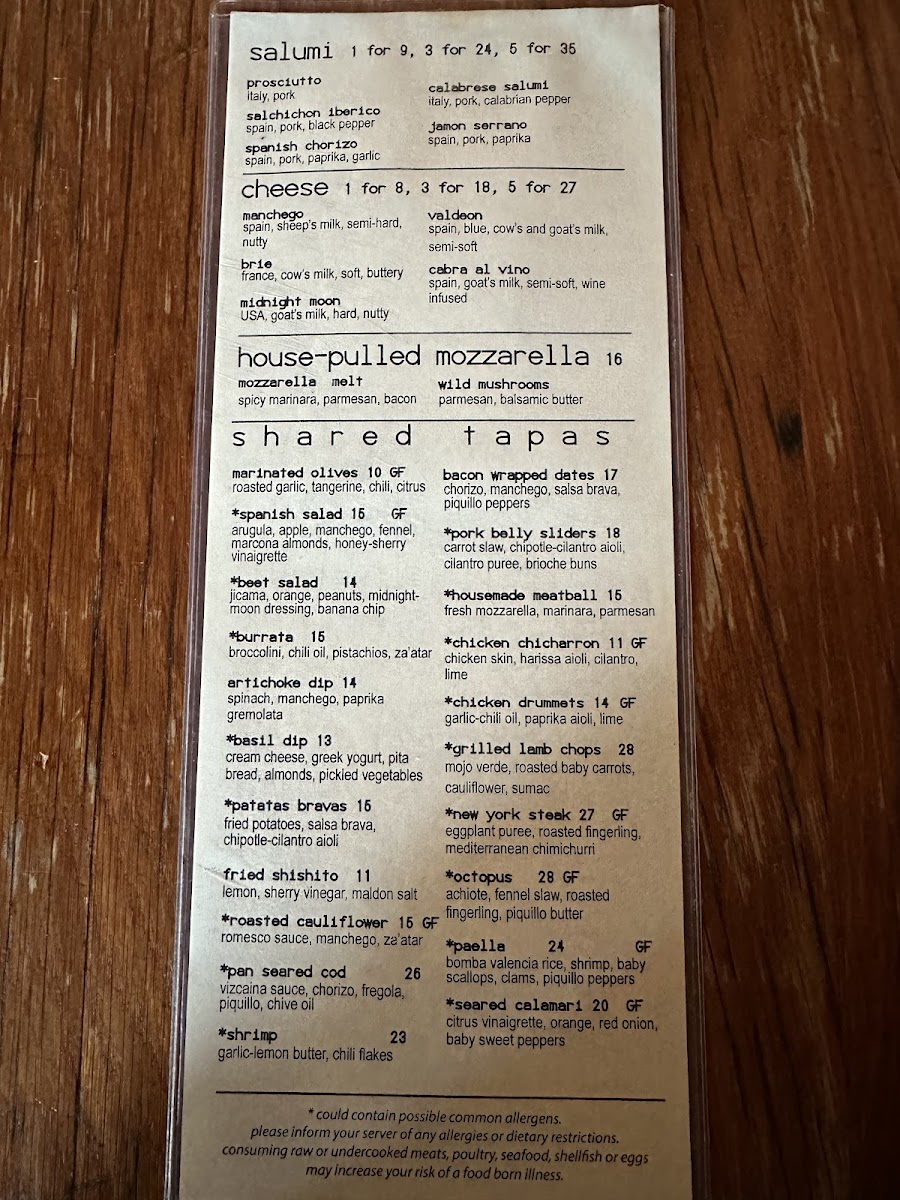 salumi 1 for 9, 3 for 24, 5 for 35
prosciutto
italy, pork
salchichon iberico
spain, pork, black pepper
spanish chorizo
spain, pork, paprika, garlic
calabrese salumi
italy, pork, calabrian pepper
jamon serrano
spain, pork, paprika
cheese 1 for 8, 3 for 18, 5 for 27
manchego
spain, sheep's milk, semi-hard,
nutty
brie
france, cow's milk, soft, buttery
midnight moon
USA, goat's milk, hard, nutty
valdeon
spain, blue, cow's and goat's milk,
semi-soft
cabra al vino
spain, goat's milk, semi-soft, wine
infused
house-pulled mozzarella 16
mozzarella melt
spicy marinara, parmesan, bacon
wild mushrooms
parmesan, balsamic butter
shared tapas
marinated olives 10 GF
roasted garlic, tangerine, chili, citrus
*spanish salad 15 GF
arugula, apple, manchego, fennel,
marcona almonds, honey-sherry
vinaigrette
*beet salad 14
jicama, orange, peanuts, midnight-
moon dressing, banana chip
*burrata 15
broccolini, chili oil, pistachios, za'atar
artichoke dip 14
spinach, manchego, paprika
gremolata
*basil dip 13
cream cheese, greek yogurt, pita
bread, almonds, pickled vegetables
*patatas bravas 15
fried potatoes, salsa brava,
chipotle-cilantro aioli
fried shishito 11
lemon, sherry vinegar, maldon salt
*roasted cauliflower 15 GF
romesco sauce, manchego, za'atar
*pan seared cod 26
vizcaina sauce, chorizo, fregola,
piquillo, chive oil
*shrimp 23
garlic-lemon butter, chili flakes
bacon wrapped dates 17
chorizo, manchego, salsa brava,
piquillo peppers
*pork belly sliders 18
carrot slaw, chipotle-cilantro aioli,
cilantro puree, brioche buns
*housemade meatball 15
fresh mozzarella, marinara, parmesan
*chicken chicharron 11 GF
chicken skin, harissa aioli, cilantro,
lime
*chicken drummets 14 GF
garlic-chili oil, paprika aioli, lime
*grilled lamb chops 28
mojo verde, roasted baby carrots,
cauliflower, sumac
*new york steak 27 GF
eggplant puree, roasted fingerling,
mediterranean chimichurri
*octopus 28 GF
achiote, fennel slaw, roasted
fingerling, piquillo butter
*paella 24 GF
bomba valencia rice, shrimp, baby
scallops, clams, piquillo peppers
*seared calamari 20 GF
citrus vinaigrette, orange, red onion,
baby sweet peppers
* could contain possible common allergens.
please inform your server of any allergies or dietary restrictions.
consuming raw or undercooked meats, poultry, seafood, shellfish or eggs
may increase your risk of a food born illness.